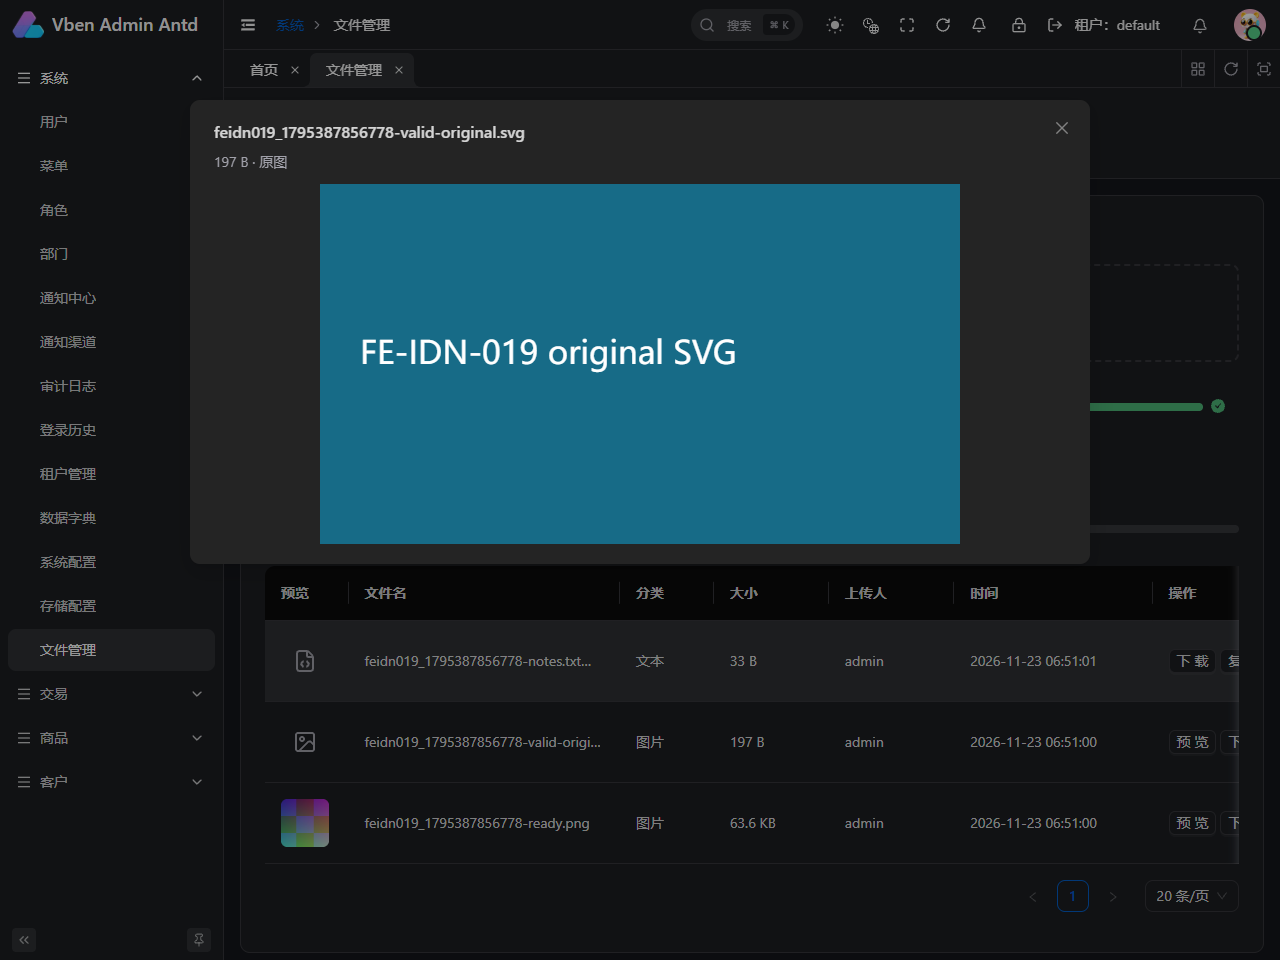 Vben Admin Antd
系统 > 文件管理
搜索 ⌘ K
租户: default
系统
首页 ×
文件管理 ×
用户
菜单
角色
部门
通知中心
通知渠道
审计日志
登录历史
租户管理
数据字典
系统配置
存储配置
文件管理
交易
商品
客户
feidn019_1795387856778-valid-original.svg
197 B · 原图
FE-IDN-019 original SVG
预览 文件名 分类 大小 上传人 时间 操作
feidn019_1795387856778-notes.txt... 文本 33 B admin 2026-11-23 06:51:01 下载
feidn019_1795387856778-valid-origi... 图片 197 B admin 2026-11-23 06:51:00 预览
feidn019_1795387856778-ready.png 图片 63.6 KB admin 2026-11-23 06:51:00 预览
< 1 > 20 条/页